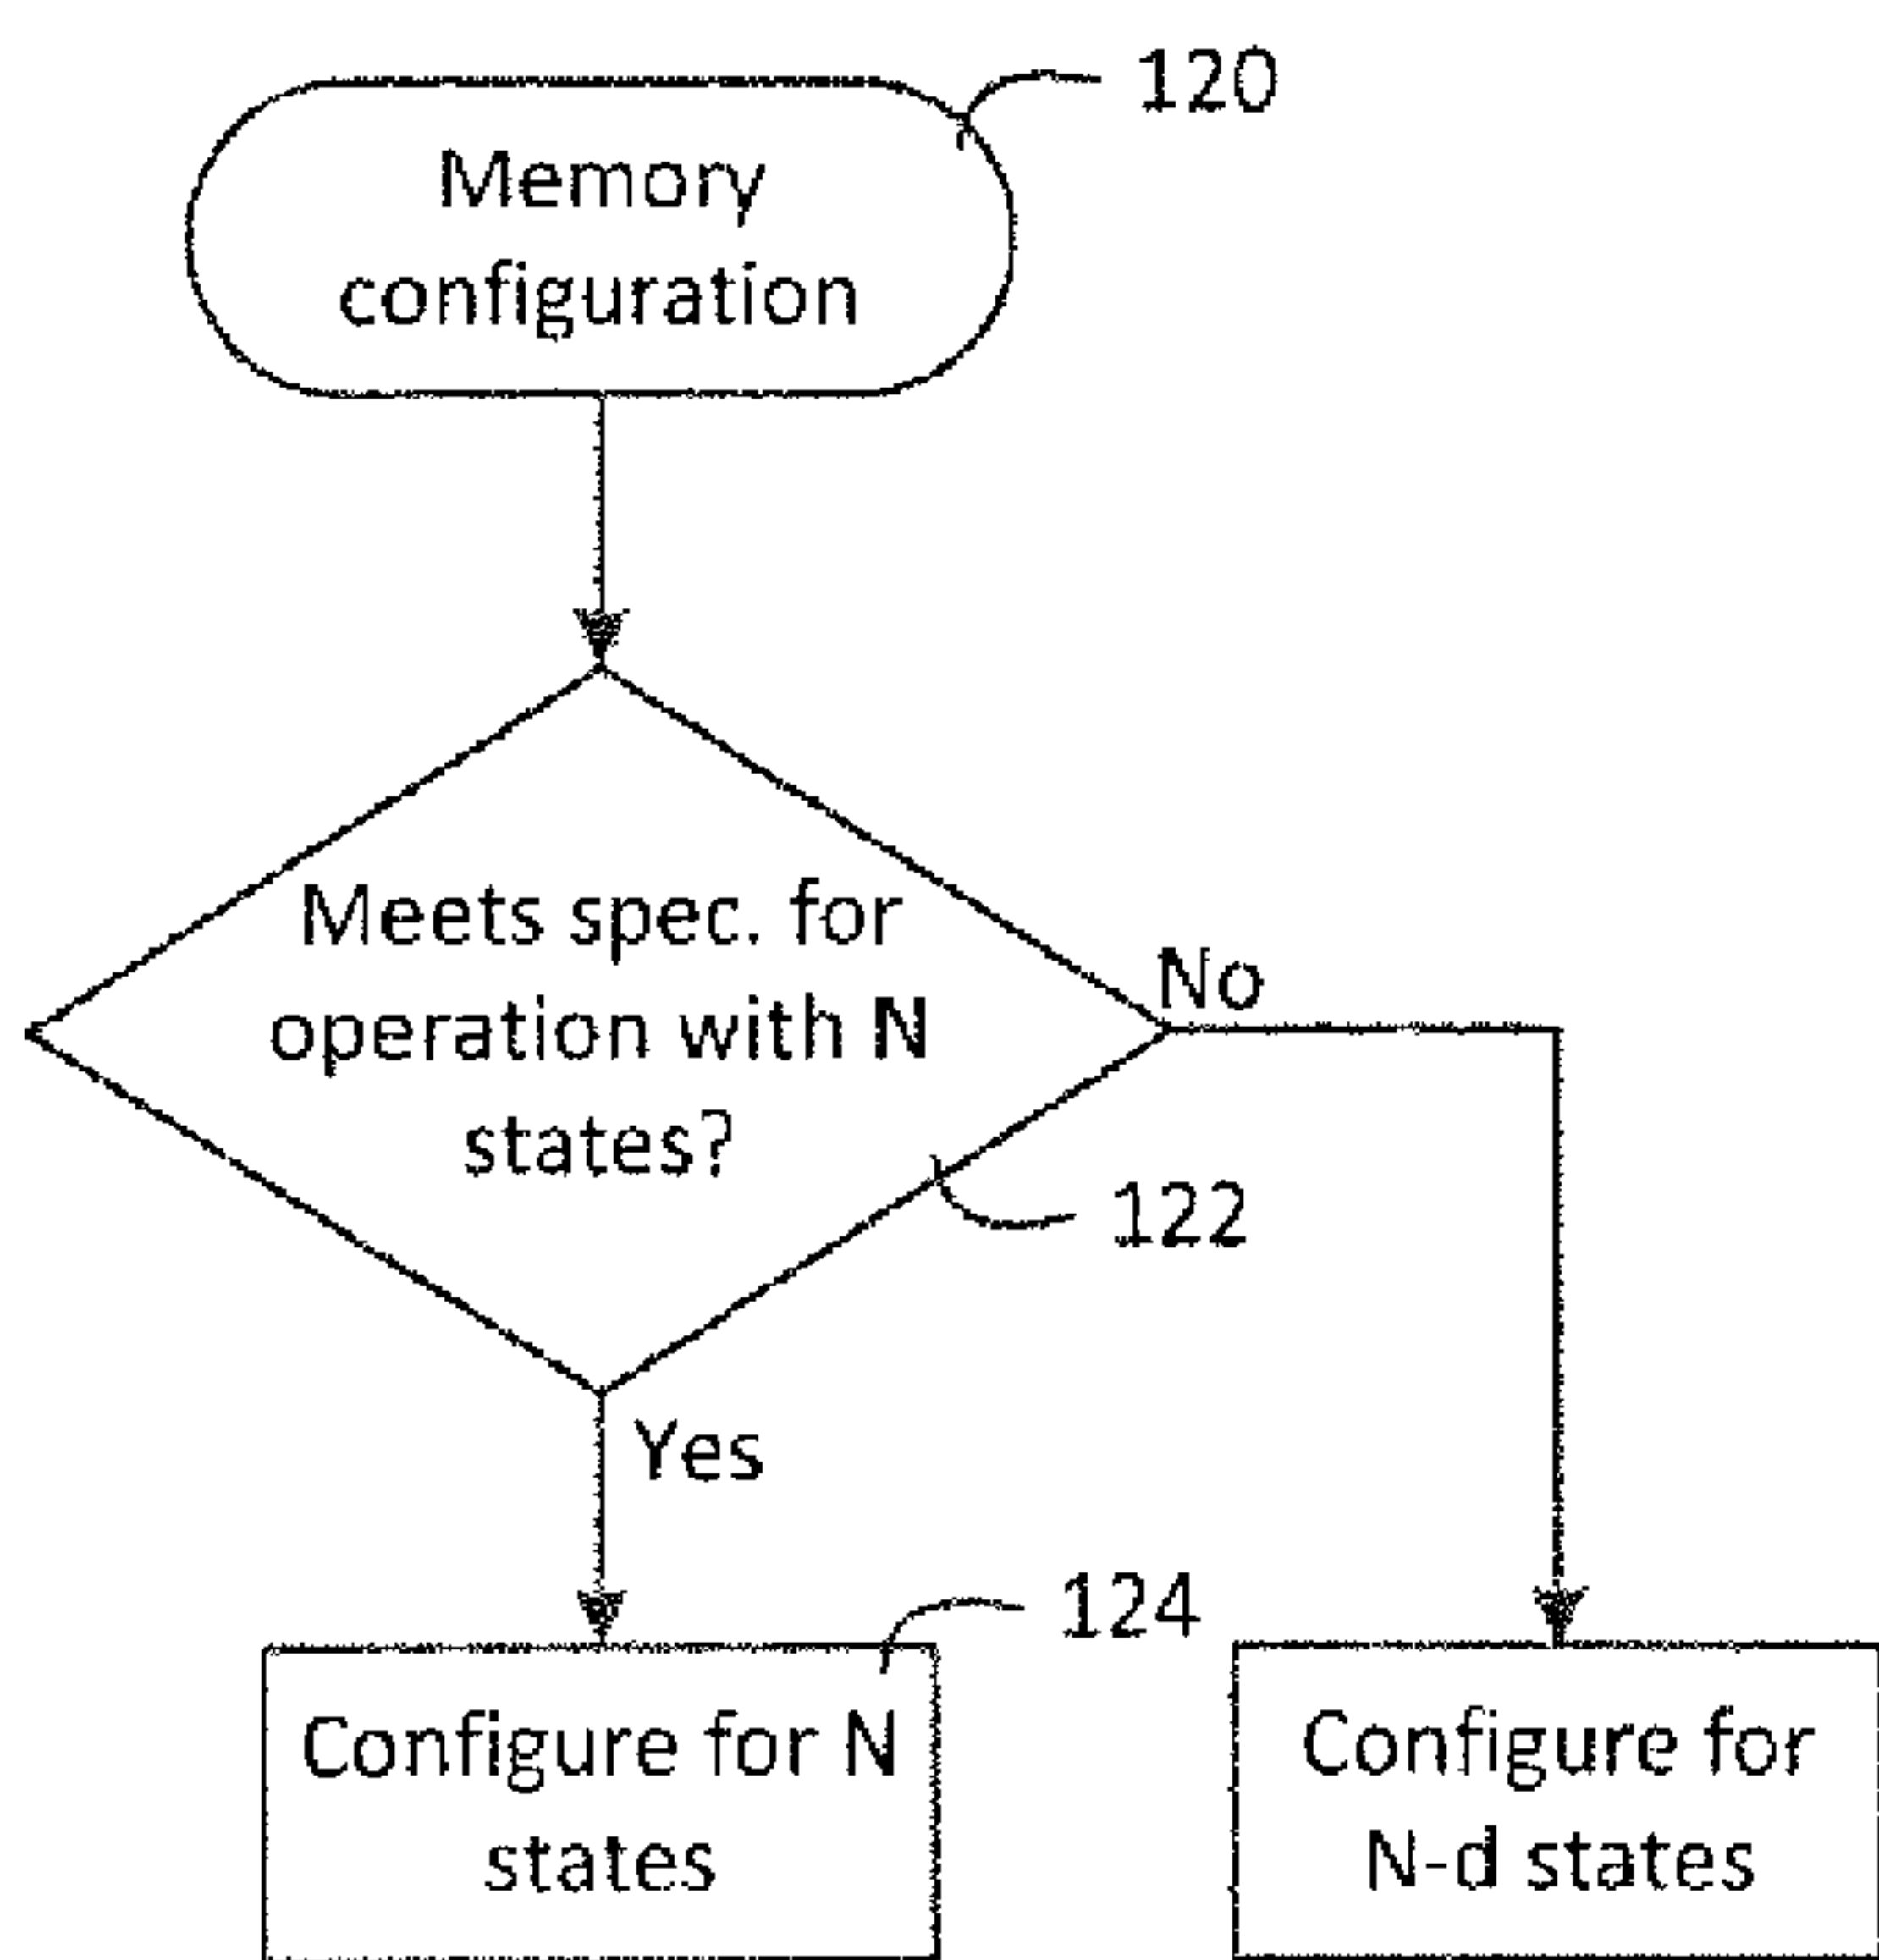 120
Memory
configuration
Meets spec. for
operation with N
states?
No
122
Yes
124
Configure for N
states
Configure for
N-d states